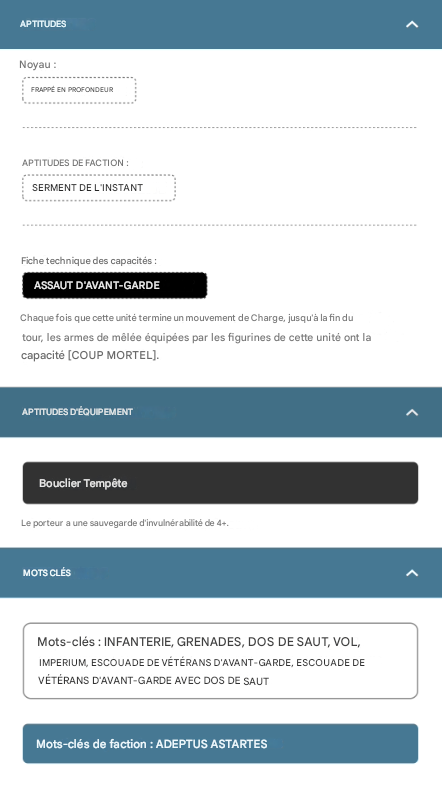 APTITUDES
Noyau :
FRAPPÉ EN PROFONDEUR
APTITUDES DE FACTION :
SERMENT DE L'INSTANT
Fiche technique des capacités :
ASSAUT D'AVANT-GARDE
Chaque fois que cette unité termine un mouvement de Charge, jusqu'à la fin du
tour, les armes de mêlée équipées par les figurines de cette unité ont la
capacité [COUP MORTEL].
APTITUDES D'ÉQUIPEMENT
Bouclier Tempête
Le porteur a une sauvegarde d'invulnérabilité de 4+.
MOTS CLÉS
Mots-clés : INFANTERIE, GRENADES, DOS DE SAUT, VOL,
IMPERIUM, ESCOUADE DE VÉTÉRANS D'AVANT-GARDE, ESCOUADE DE
VÉTÉRANS D'AVANT-GARDE AVEC DOS DE SAUT
Mots-clés de faction : ADEPTUS ASTARTES